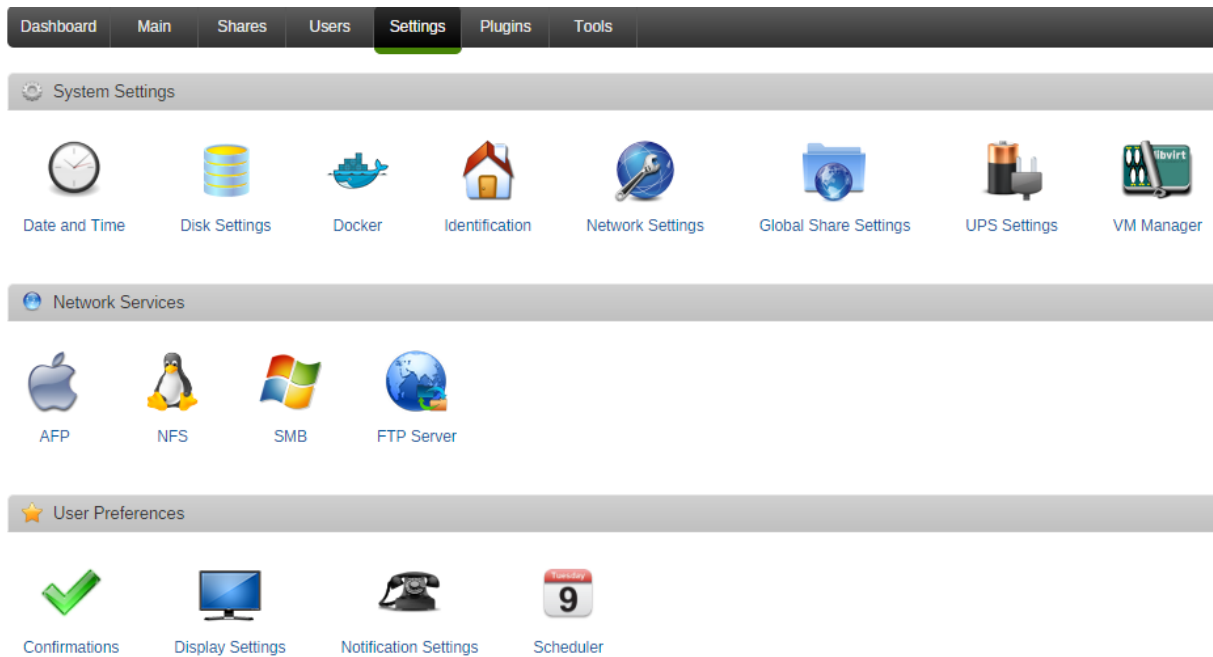 Dashboard Main Shares Users Settings Plugins Tools
System Settings
libvirt
Date and Time Disk Settings Docker Identification Network Settings Global Share Settings UPS Settings VM Manager
Network Services
AFP NFS SMB FTP Server
User Preferences
Tuesday
9
Confirmations Display Settings Notification Settings Scheduler